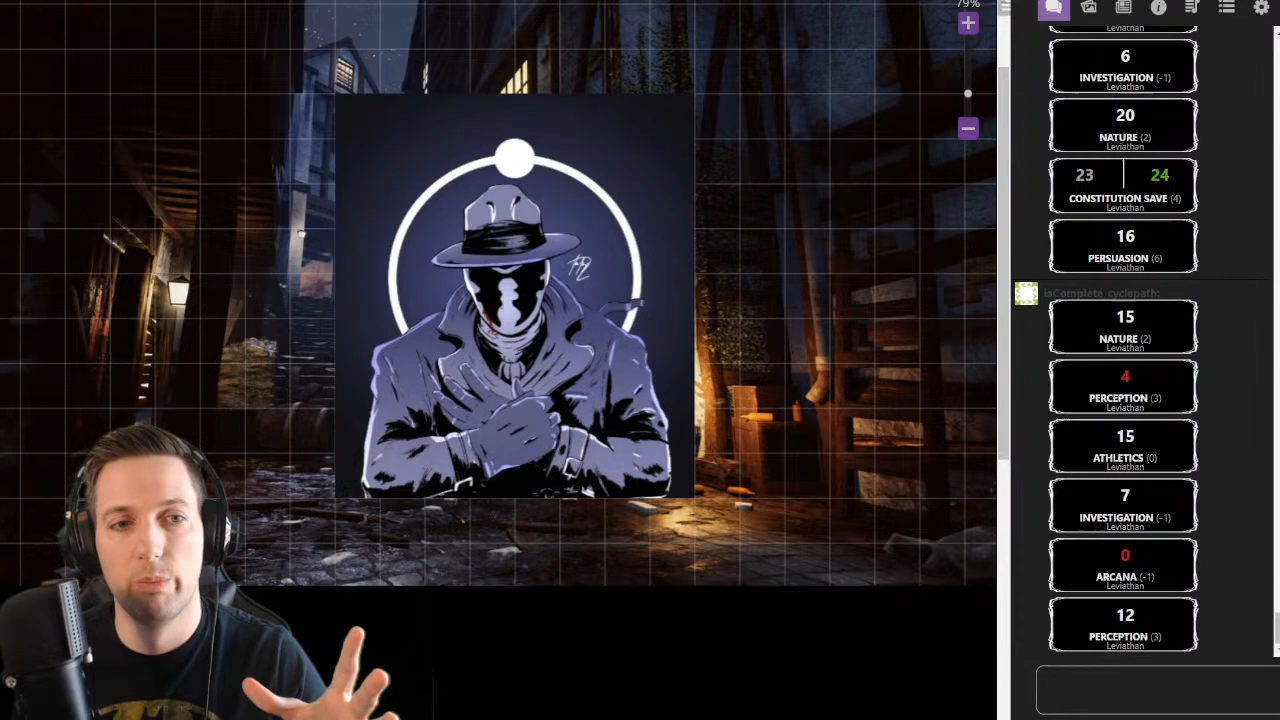 79%
Leviathan
6
INVESTIGATION (-1)
Leviathan
20
NATURE (2)
Leviathan
23 24
CONSTITUTION SAVE (4)
Leviathan
16
PERSUASION (6)
Leviathan
iaComplete_cyclepath:
15
NATURE (2)
Leviathan
4
PERCEPTION (3)
Leviathan
15
ATHLETICS (0)
Leviathan
7
INVESTIGATION (-1)
Leviathan
0
ARCANA (-1)
Leviathan
12
PERCEPTION (3)
Leviathan